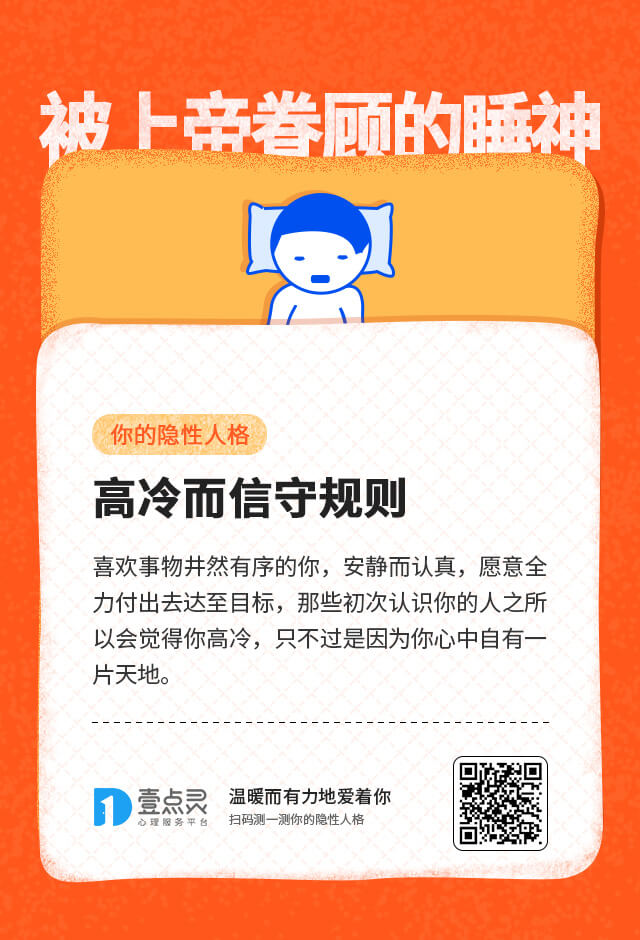 被上帝眷顾的睡神
你的隐性人格
高冷而信守规则
喜欢事物井然有序的你，安静而认真，愿意全
力付出去达至目标，那些初次认识你的人之所
以会觉得你高冷，只不过是因为你心中自有一
片天地。
壹点灵
心理服务平台
温暖而有力地爱着你
扫码测一测你的隐性人格